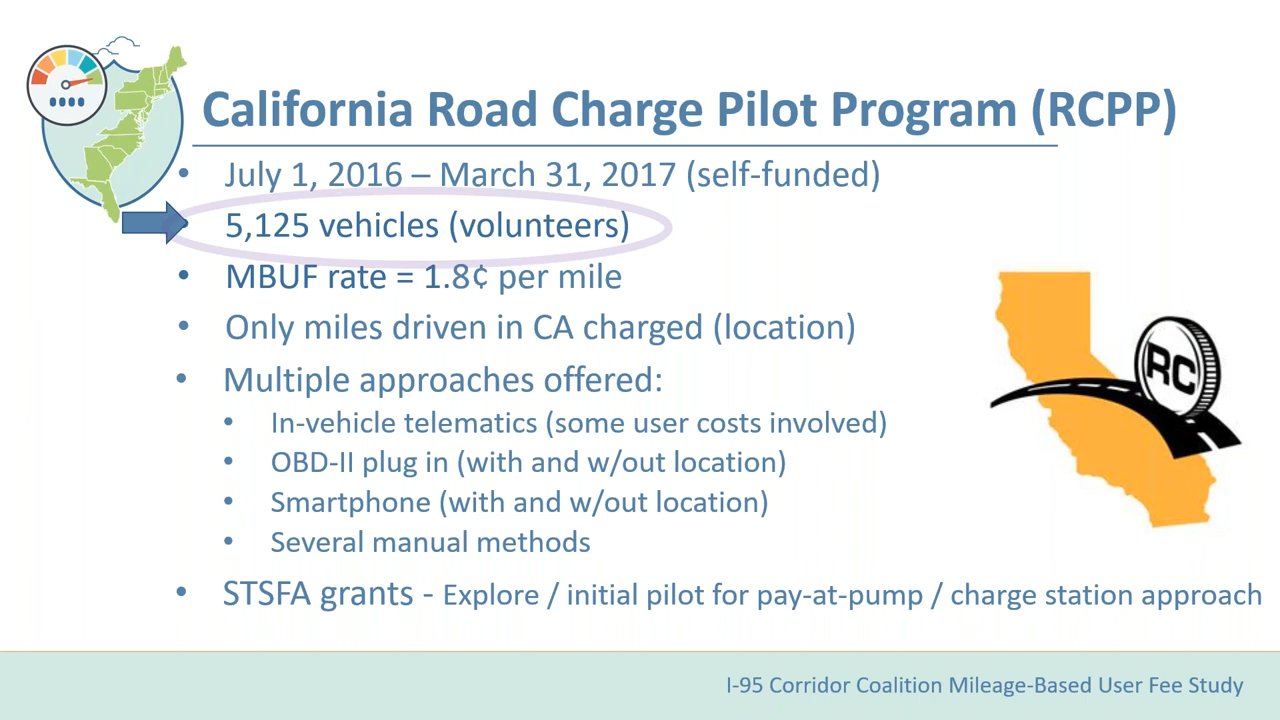 California Road Charge Pilot Program (RCPP)
• July 1, 2016 – March 31, 2017 (self-funded)
5,125 vehicles (volunteers)
• MBUF rate = 1.8¢ per mile
• Only miles driven in CA charged (location)
• Multiple approaches offered:
• In-vehicle telematics (some user costs involved)
• OBD-II plug in (with and w/out location)
• Smartphone (with and w/out location)
• Several manual methods
• STSFA grants - Explore / initial pilot for pay-at-pump / charge station approach
RC
I-95 Corridor Coalition Mileage-Based User Fee Study